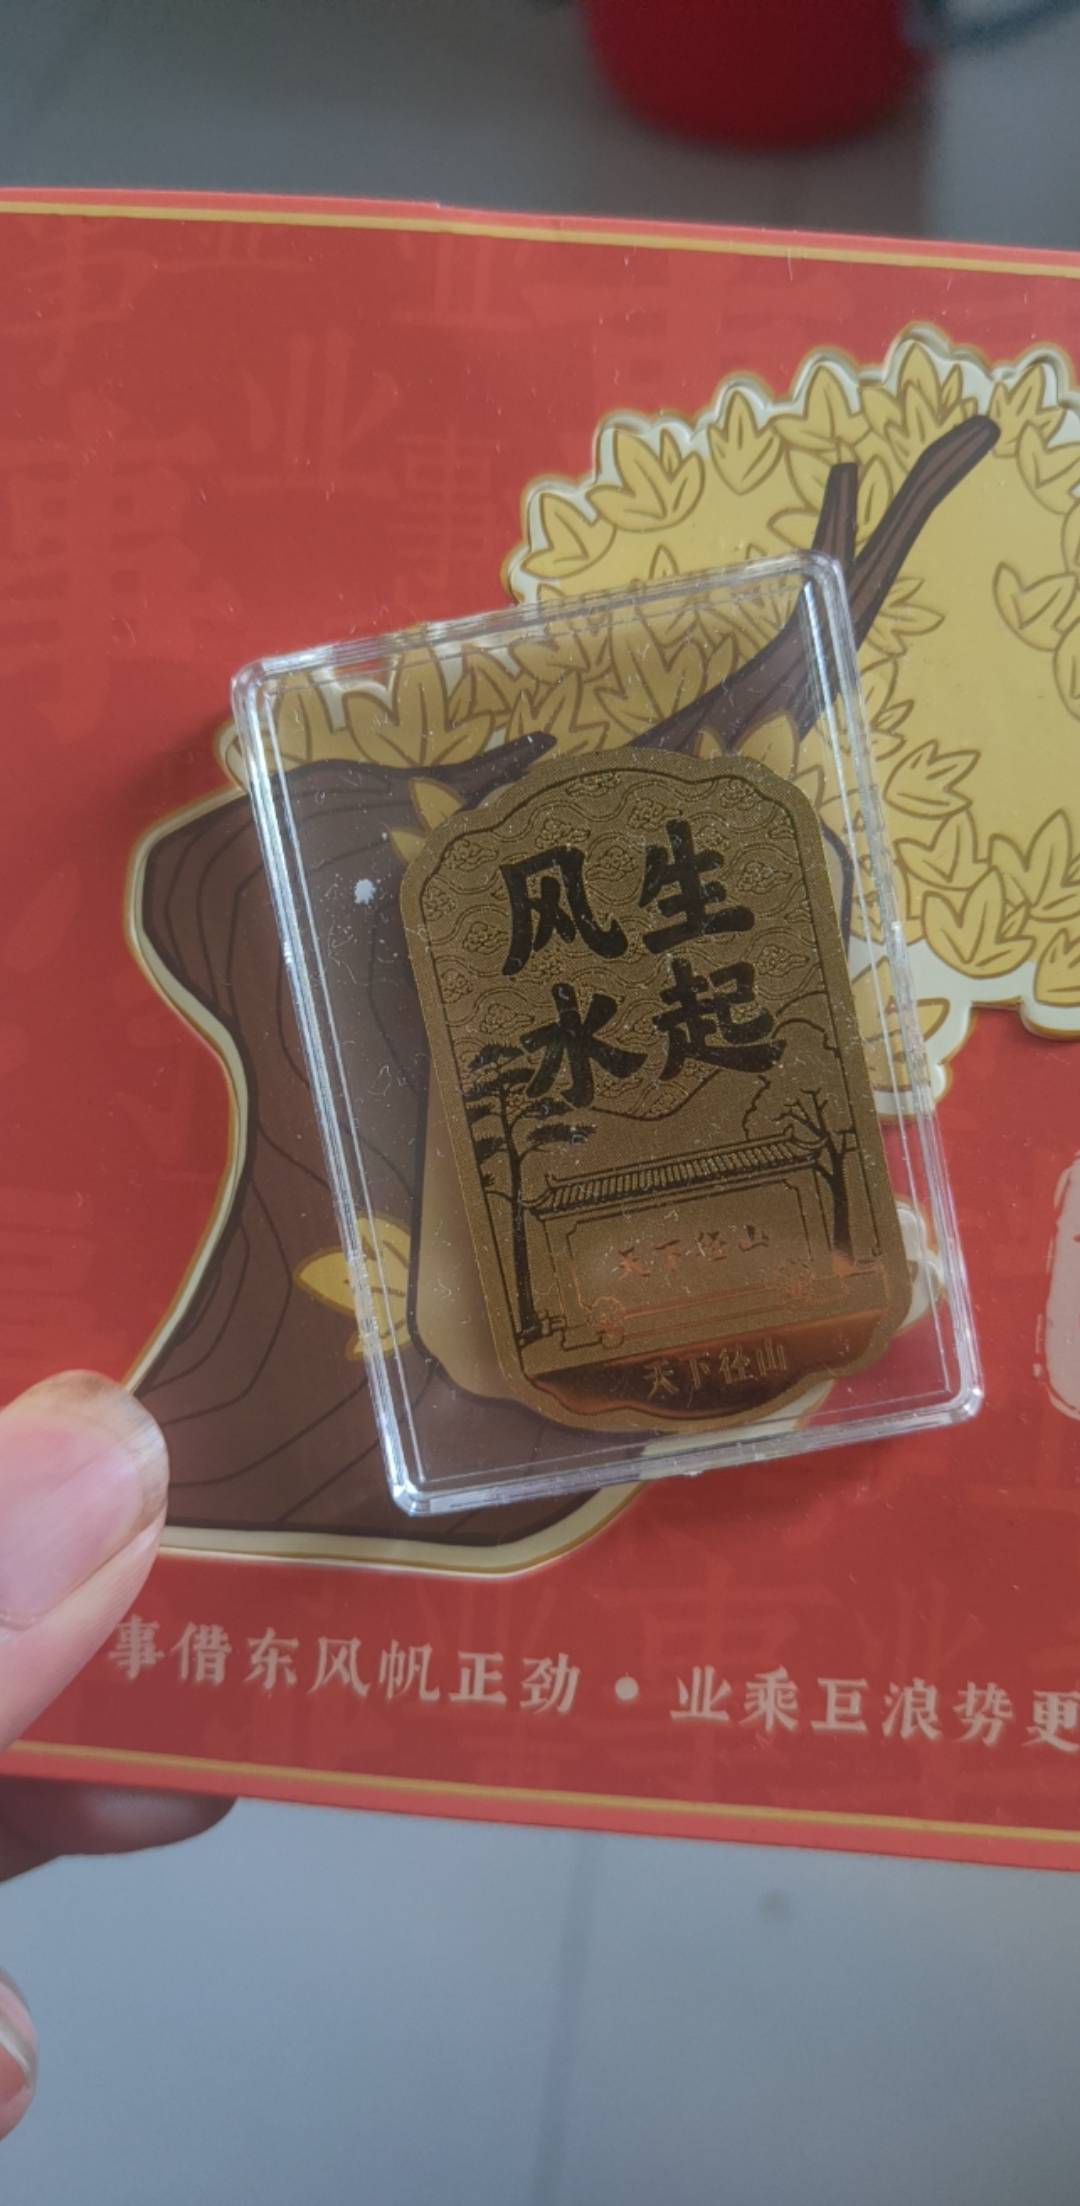 风生
水起
天下径山
天下径山
事借东风帆正劲·业乘巨浪势更